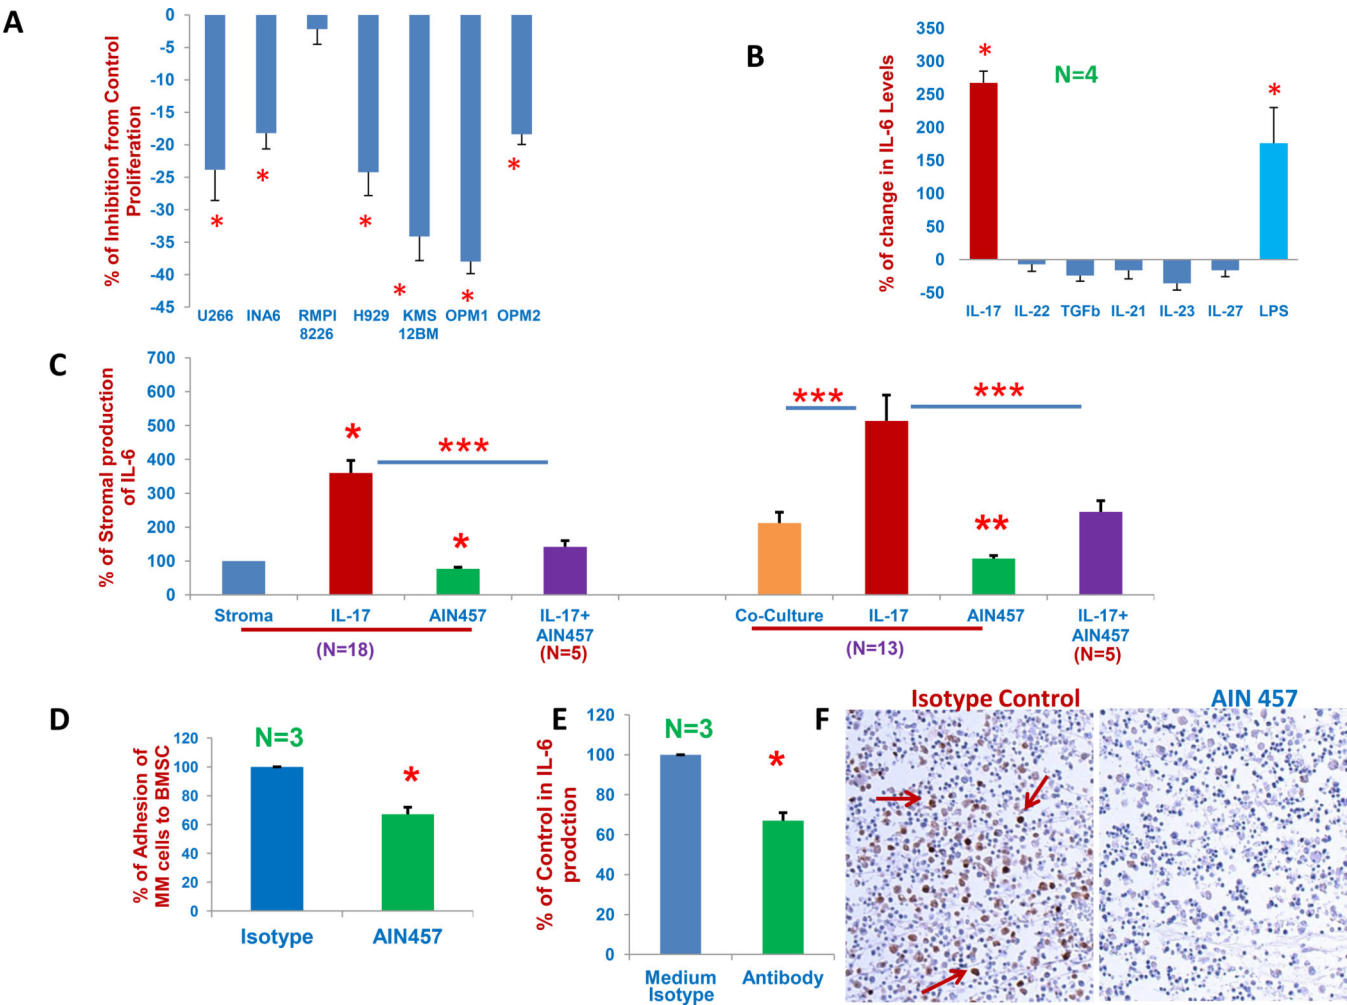 A
% of Inhibition from Control
Proliferation
0
-5
-10
-15
-20
-25
-30
-35
-40
-45
*
*
*
*
*
*
U266 INA6 RMPI H929 KMS OPM1 OPM2
8226 12BM
B
% of change in IL-6 Levels
350
300
250
200
150
100
50
0
-50
N=4
*
*
IL-17 IL-22 TGFb IL-21 IL-23 IL-27 LPS
C
% of Stromal production
of IL-6
700
600
500
400
300
200
100
0
*
***
*
***
***
**
Stroma IL-17 AIN457 IL-17+ Co-Culture IL-17 AIN457 IL-17+
AIN457 AIN457
(N=18) (N=5) (N=13) (N=5)
D
% of Adhesion of
MM cells to BMSC
120
100
80
60
40
20
0
N=3
*
Isotype AIN457
E
% of Control in IL-6
prodction
120
100
80
60
40
20
0
N=3
*
Medium Antibody
Isotype
F
Isotype Control AIN 457